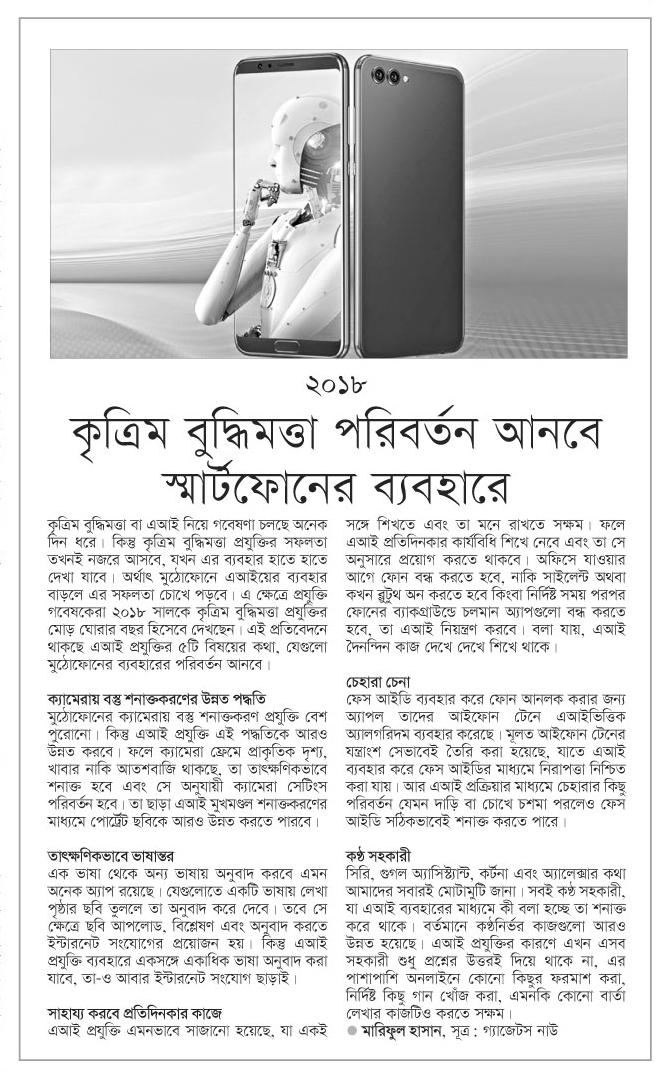 ২০১৮
কৃত্রিম বুদ্ধিমত্তা পরিবর্তন আনবে
স্মার্টফোনের ব্যবহারে
কৃত্রিম বুদ্ধিমত্তা বা এআই নিয়ে গবেষণা চলছে অনেক
দিন ধরে। কিন্তু কৃত্রিম বুদ্ধিমত্তা প্রযুক্তির সফলতা
তখনই নজরে আসবে, যখন এর ব্যবহার হাতে হাতে
দেখা যাবে। অর্থাৎ মুঠোফোনে এআইয়ের ব্যবহার
বাড়লে এর সফলতা চোখে পড়বে। এ ক্ষেত্রে প্রযুক্তি
গবেষকেরা ২০১৮ সালকে কৃত্রিম বুদ্ধিমত্তা প্রযুক্তির
মোড় ঘোরার বছর হিসেবে দেখছেন। এই প্রতিবেদনে
থাকছে এআই প্রযুক্তির ৫টি বিষয়ের কথা, যেগুলো
মুঠোফোনের ব্যবহারের পরিবর্তন আনবে।
ক্যামেরায় বস্তু শনাক্তকরণের উন্নত পদ্ধতি
মুঠোফোনের ক্যামেরায় বস্তু শনাক্তকরণ প্রযুক্তি বেশ
পুরোনো। কিন্তু এআই প্রযুক্তি এই পদ্ধতিকে আরও
উন্নত করবে। ফলে ক্যামেরা ফ্রেমে প্রাকৃতিক দৃশ্য,
খাবার নাকি আতশবাজি থাকছে, তা তাৎক্ষণিকভাবে
শনাক্ত হবে এবং সে অনুযায়ী ক্যামেরা সেটিংস
পরিবর্তন হবে। তা ছাড়া এআই মুখমণ্ডল শনাক্তকরণের
মাধ্যমে পোর্ট্রেট ছবিকে আরও উন্নত করতে পারবে।
তাৎক্ষণিকভাবে ভাষান্তর
এক ভাষা থেকে অন্য ভাষায় অনুবাদ করবে এমন
অনেক অ্যাপ রয়েছে। যেগুলোতে একটি ভাষায় লেখা
পৃষ্ঠার ছবি তুললে তা অনুবাদ করে দেবে। তবে সে
ক্ষেত্রে ছবি আপলোড, বিশ্লেষণ এবং অনুবাদ করতে
ইন্টারনেট সংযোগের প্রয়োজন হয়। কিন্তু এআই
প্রযুক্তি ব্যবহারে একসঙ্গে একাধিক ভাষা অনুবাদ করা
যাবে, তা-ও আবার ইন্টারনেট সংযোগ ছাড়াই।
সাহায্য করবে প্রতিদিনকার কাজে
এআই প্রযুক্তি এমনভাবে সাজানো হয়েছে, যা একই
সঙ্গে শিখতে এবং তা মনে রাখতে সক্ষম। ফলে
এআই প্রতিদিনকার কার্যবিধি শিখে নেবে এবং তা সে
অনুসারে প্রয়োগ করতে থাকবে। অফিসে যাওয়ার
আগে ফোন বন্ধ করতে হবে, নাকি সাইলেন্ট অথবা
কখন ব্লুটুথ অন করতে হবে কিংবা নির্দিষ্ট সময় পরপর
ফোনের ব্যাকগ্রাউন্ডে চলমান অ্যাপগুলো বন্ধ করতে
হবে, তা এআই নিয়ন্ত্রণ করবে। বলা যায়, এআই
দৈনন্দিন কাজ দেখে দেখে শিখে থাকে।
চেহারা চেনা
ফেস আইডি ব্যবহার করে ফোন আনলক করার জন্য
অ্যাপল তাদের আইফোন টেনে এআইভিত্তিক
অ্যালগরিদম ব্যবহার করেছে। মূলত আইফোন টেনের
যন্ত্রাংশ সেভাবেই তৈরি করা হয়েছে, যাতে এআই
ব্যবহার করে ফেস আইডির মাধ্যমে নিরাপত্তা নিশ্চিত
করা যায়। আর এআই প্রক্রিয়ার মাধ্যমে চেহারার কিছু
পরিবর্তন যেমন দাড়ি বা চোখে চশমা পরলেও ফেস
আইডি সঠিকভাবেই শনাক্ত করতে পারে।
কণ্ঠ সহকারী
সিরি, গুগল অ্যাসিস্ট্যান্ট, কর্টনা এবং অ্যালেক্সার কথা
আমাদের সবারই মোটামুটি জানা। সবই কণ্ঠ সহকারী,
যা এআই ব্যবহারের মাধ্যমে কী বলা হচ্ছে তা শনাক্ত
করে থাকে। বর্তমানে কণ্ঠনির্ভর কাজগুলো আরও
উন্নত হয়েছে। এআই প্রযুক্তির কারণে এখন এসব
সহকারী শুধু প্রশ্নের উত্তরই দিয়ে থাকে না, এর
পাশাপাশি অনলাইনে কোনো কিছুর ফরমাশ করা,
নির্দিষ্ট কিছু গান খোঁজ করা, এমনকি কোনো বার্তা
লেখার কাজটিও করতে সক্ষম।
● মারিফুল হাসান, সূত্র : গ্যাজেটস নাউ